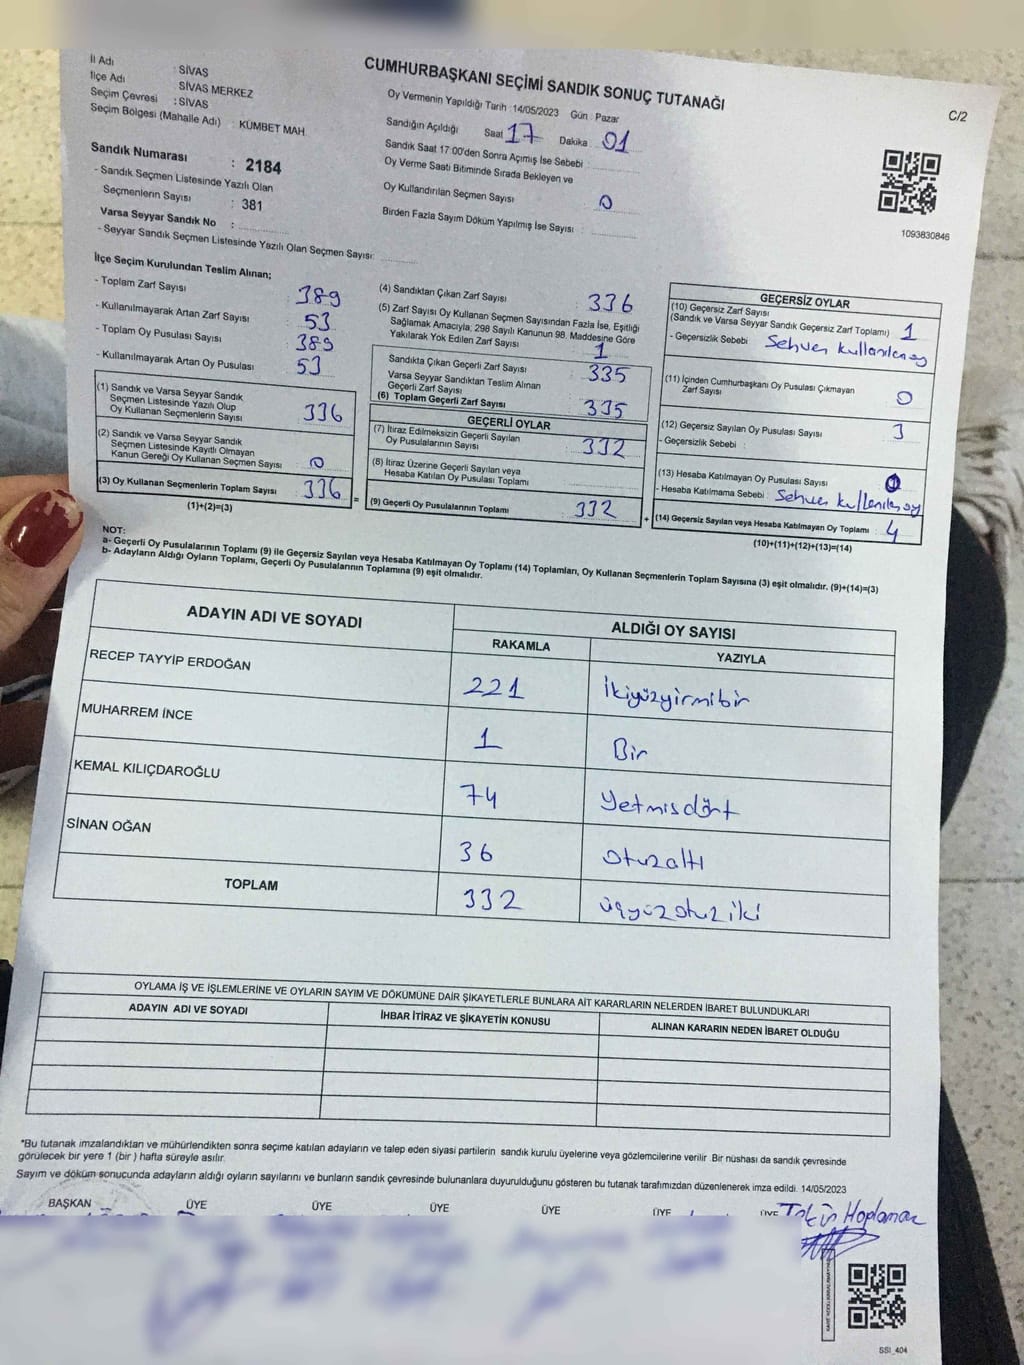 CUMHURBAŞKANI SEÇİMİ SANDIK SONUÇ TUTANAĞI
C/2
İl Adı : SİVAS
İlçe Adı : SİVAS MERKEZ
Seçim Çevresi : SİVAS
Seçim Bölgesi (Mahalle Adı) : KÜMBET MAH
Sandık Numarası : 2184
- Sandık Seçmen Listesinde Yazılı Olan
Seçmenlerin Sayısı : 381
Varsa Seyyar Sandık No :
- Seyyar Sandık Seçmen Listesinde Yazılı Olan Seçmen Sayısı:
Oy Vermenin Yapıldığı Tarih : 14/05/2023 Gün : Pazar
Sandığın Açıldığı Saat 17 Dakika : 01
Sandık Saat 17:00'den Sonra Açımış İse Sebebi :
Oy Verme Saati Bitiminde Sırada Bekleyen ve
Oy Kullandırılan Seçmen Sayısı : 0
Birden Fazla Sayım Döküm Yapılmış İse Sayısı :
1093830846
İlçe Seçim Kurulundan Teslim Alınan;
- Toplam Zarf Sayısı : 389
- Kullanılmayarak Artan Zarf Sayısı : 53
- Toplam Oy Pusulası Sayısı : 389
- Kullanılmayarak Artan Oy Pusulası : 53
(1) Sandık ve Varsa Seyyar Sandık
Seçmen Listesinde Yazılı Olup
Oy Kullanan Seçmenlerin Sayısı : 336
(2) Sandık ve Varsa Seyyar Sandık
Seçmen Listesinde Kayıtlı Olmayan
Kanun Gereği Oy Kullanan Seçmen Sayısı : 0
(3) Oy Kullanan Seçmenlerin Toplam Sayısı : 336
(1)+(2)=(3)
=
(4) Sandıktan Çıkan Zarf Sayısı : 336
(5) Zarf Sayısı Oy Kullanan Seçmen Sayısından Fazla İse, Eşitliği
Sağlamak Amacıyla, 298 Sayılı Kanunun 98. Maddesine Göre
Yakılarak Yok Edilen Zarf Sayısı : 1
Sandıkta Çıkan Geçerli Zarf Sayısı : 335
Varsa Seyyar Sandıktan Teslim Alınan
Geçerli Zarf Sayısı :
(6) Toplam Geçerli Zarf Sayısı : 335
GEÇERLİ OYLAR
(7) İtiraz Edilmeksizin Geçerli Sayılan
Oy Pusulalarının Sayısı : 332
(8) İtiraz Üzerine Geçerli Sayılan veya
Hesaba Katılan Oy Pusulası Toplamı :
(9) Geçerli Oy Pusulalarının Toplamı : 332
+
GEÇERSİZ OYLAR
(10) Geçersiz Zarf Sayısı
(Sandık ve Varsa Seyyar Sandık Geçersiz Zarf Toplamı) : 1
- Geçersizlik Sebebi : Sehven kullanılan oy
(11) İçinden Cumhurbaşkanı Oy Pusulası Çıkmayan
Zarf Sayısı : 0
(12) Geçersiz Sayılan Oy Pusulası Sayısı : 3
- Geçersizlik Sebebi :
(13) Hesaba Katılmayan Oy Pusulası Sayısı :
- Hesaba Katılmama Sebebi : Sehven kullanılan oy
(14) Geçersiz Sayılan veya Hesaba Katılmayan Oy Toplamı : 4
(10)+(11)+(12)+(13)=(14)
NOT:
a- Geçerli Oy Pusulalarının Toplamı (9) ile Geçersiz Sayılan veya Hesaba Katılmayan Oy Toplamı (14) Toplamları, Oy Kullanan Seçmenlerin Toplam Sayısına (3) eşit olmalıdır. (9)+(14)=(3)
b- Adayların Aldığı Oyların Toplamı, Geçerli Oy Pusulalarının Toplamına (9) eşit olmalıdır.
ADAYIN ADI VE SOYADI
ALDIĞI OY SAYISI
RAKAMLA YAZIYLA
RECEP TAYYİP ERDOĞAN 221 ikiyüzyirmibir
MUHARREM İNCE 1 Bir
KEMAL KILIÇDAROĞLU 74 yetmisdört
SİNAN OĞAN 36 otuzaltı
TOPLAM 332 üçyüzotuziki
OYLAMA İŞ VE İŞLEMLERİNE VE OYLARIN SAYIM VE DÖKÜMÜNE DAİR ŞİKAYETLERLE BUNLARA AİT KARARLARIN NELERDEN İBARET BULUNDUKLARI
ADAYIN ADI VE SOYADI İHBAR İTİRAZ VE ŞİKAYETİN KONUSU ALINAN KARARIN NEDEN İBARET OLDUĞU
*Bu tutanak imzalandıktan ve mühürlendikten sonra seçime katılan adayların ve talep eden siyasi partilerin sandık kurulu üyelerine veya gözlemcilerine verilir. Bir nüshası da sandık çevresinde
görülecek bir yere 1 (bir ) hafta süreyle asılır.
Sayım ve döküm sonucunda adayların aldığı oyların sayılarını ve bunların sandık çevresinde bulunanlara duyurulduğunu gösteren bu tutanak tarafımızdan düzenlenerek imza edildi. 14/05/2023
BAŞKAN ÜYE ÜYE ÜYE ÜYE ÜYE ÜYE
SSI_404